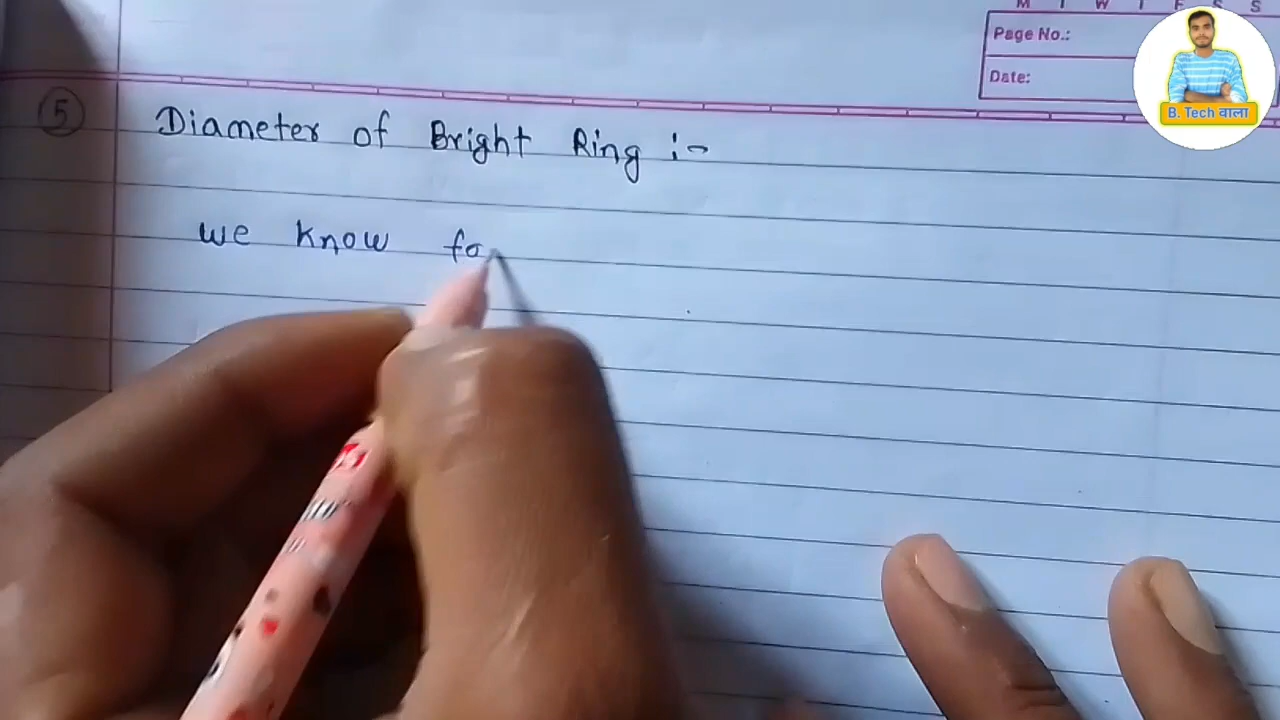 M T W T F S S
Page No.:
Date:
B. Tech वाला
5 Diameter of Bright Ring :-
we know fo